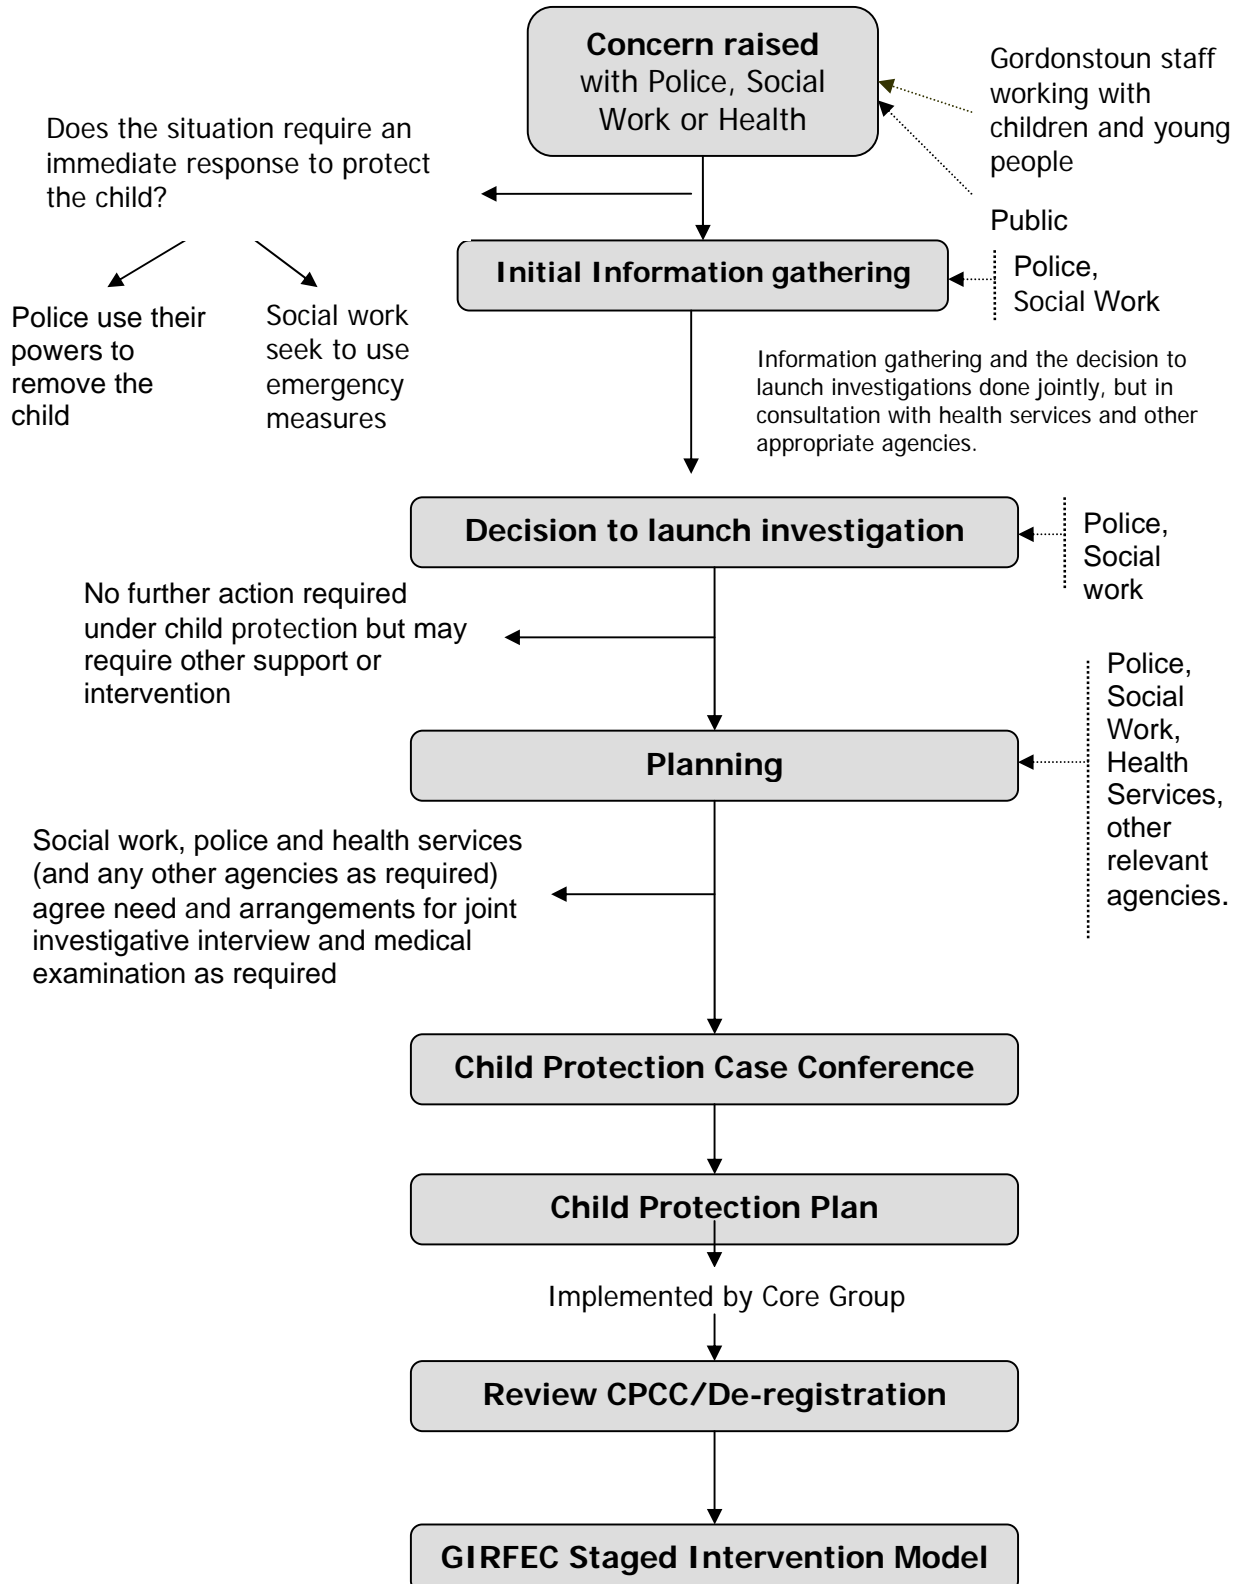 Concern raised
with Police, Social
Work or Health
Gordonstoun staff
working with
children and young
people
Public
Does the situation require an
immediate response to protect
the child?
Police use their
powers to
remove the
child
Social work
seek to use
emergency
measures
Initial Information gathering
Police,
Social Work
Information gathering and the decision to
launch investigations done jointly, but in
consultation with health services and other
appropriate agencies.
Decision to launch investigation
Police,
Social
work
No further action required
under child protection but may
require other support or
intervention
Planning
Police,
Social
Work,
Health
Services,
other
relevant
agencies.
Social work, police and health services
(and any other agencies as required)
agree need and arrangements for joint
investigative interview and medical
examination as required
Child Protection Case Conference
Child Protection Plan
Implemented by Core Group
Review CPCC/De-registration
GIRFEC Staged Intervention Model